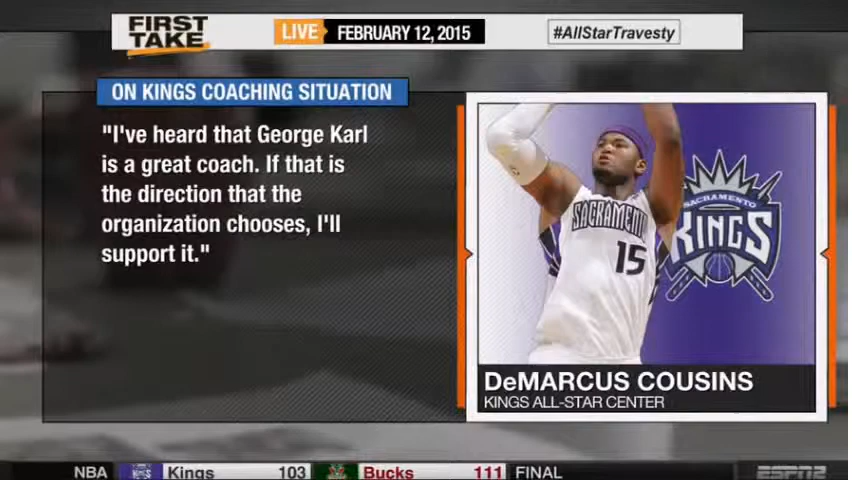 FIRST
TAKE
LIVE FEBRUARY 12, 2015
#AllStarTravesty
ON KINGS COACHING SITUATION
"I've heard that George Karl
is a great coach. If that is
the direction that the
organization chooses, I'll
support it."
SACRAMENTO
15
SACRAMENTO
KINGS
DeMARCUS COUSINS
KINGS ALL-STAR CENTER
NBA Kings 103 Bucks 111 FINAL
ESPN2